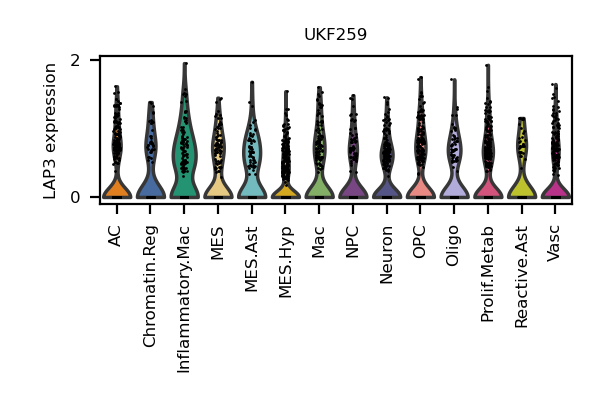 UKF259
LAP3 expression
2
0
AC
Chromatin.Reg
Inflammatory.Mac
MES
MES.Ast
MES.Hyp
Mac
NPC
Neuron
OPC
Oligo
Prolif.Metab
Reactive.Ast
Vasc